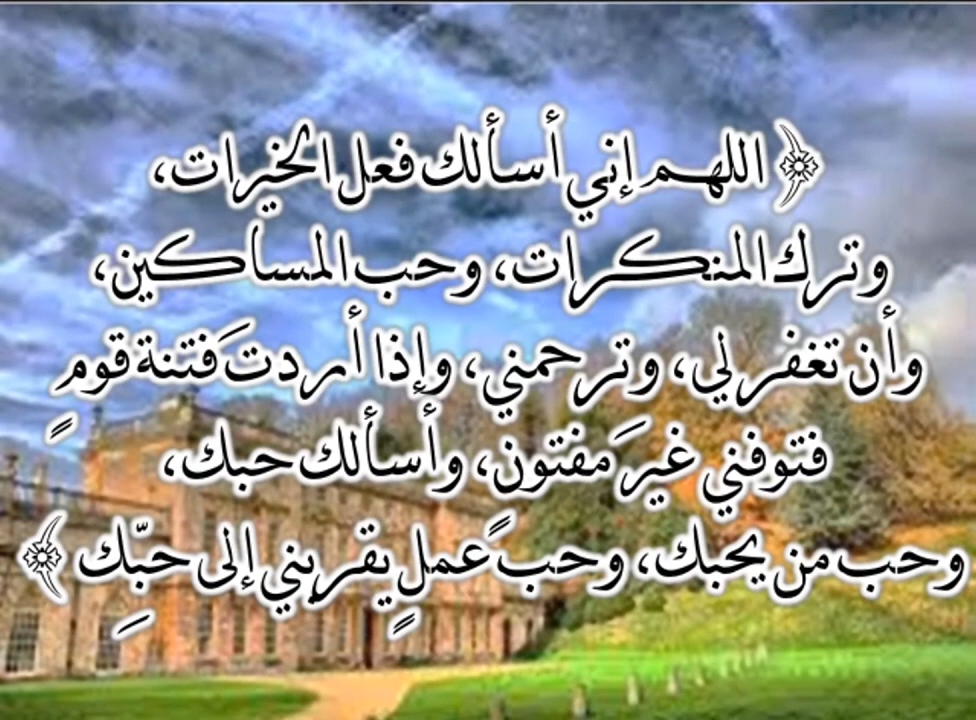 ﴿ اللهم إني أسألك فعل الخيرات،
وترك المنكرات، وحب المساكين،
وأن تغفر لي، وترحمني، وإذا أردتَ فتنة قومٍ
فتوفني غيرَ مفتونٍ، وأسألك حبك،
وحب من يحبك، وحب عملٍ يقربني إلى حبّكِ ﴾